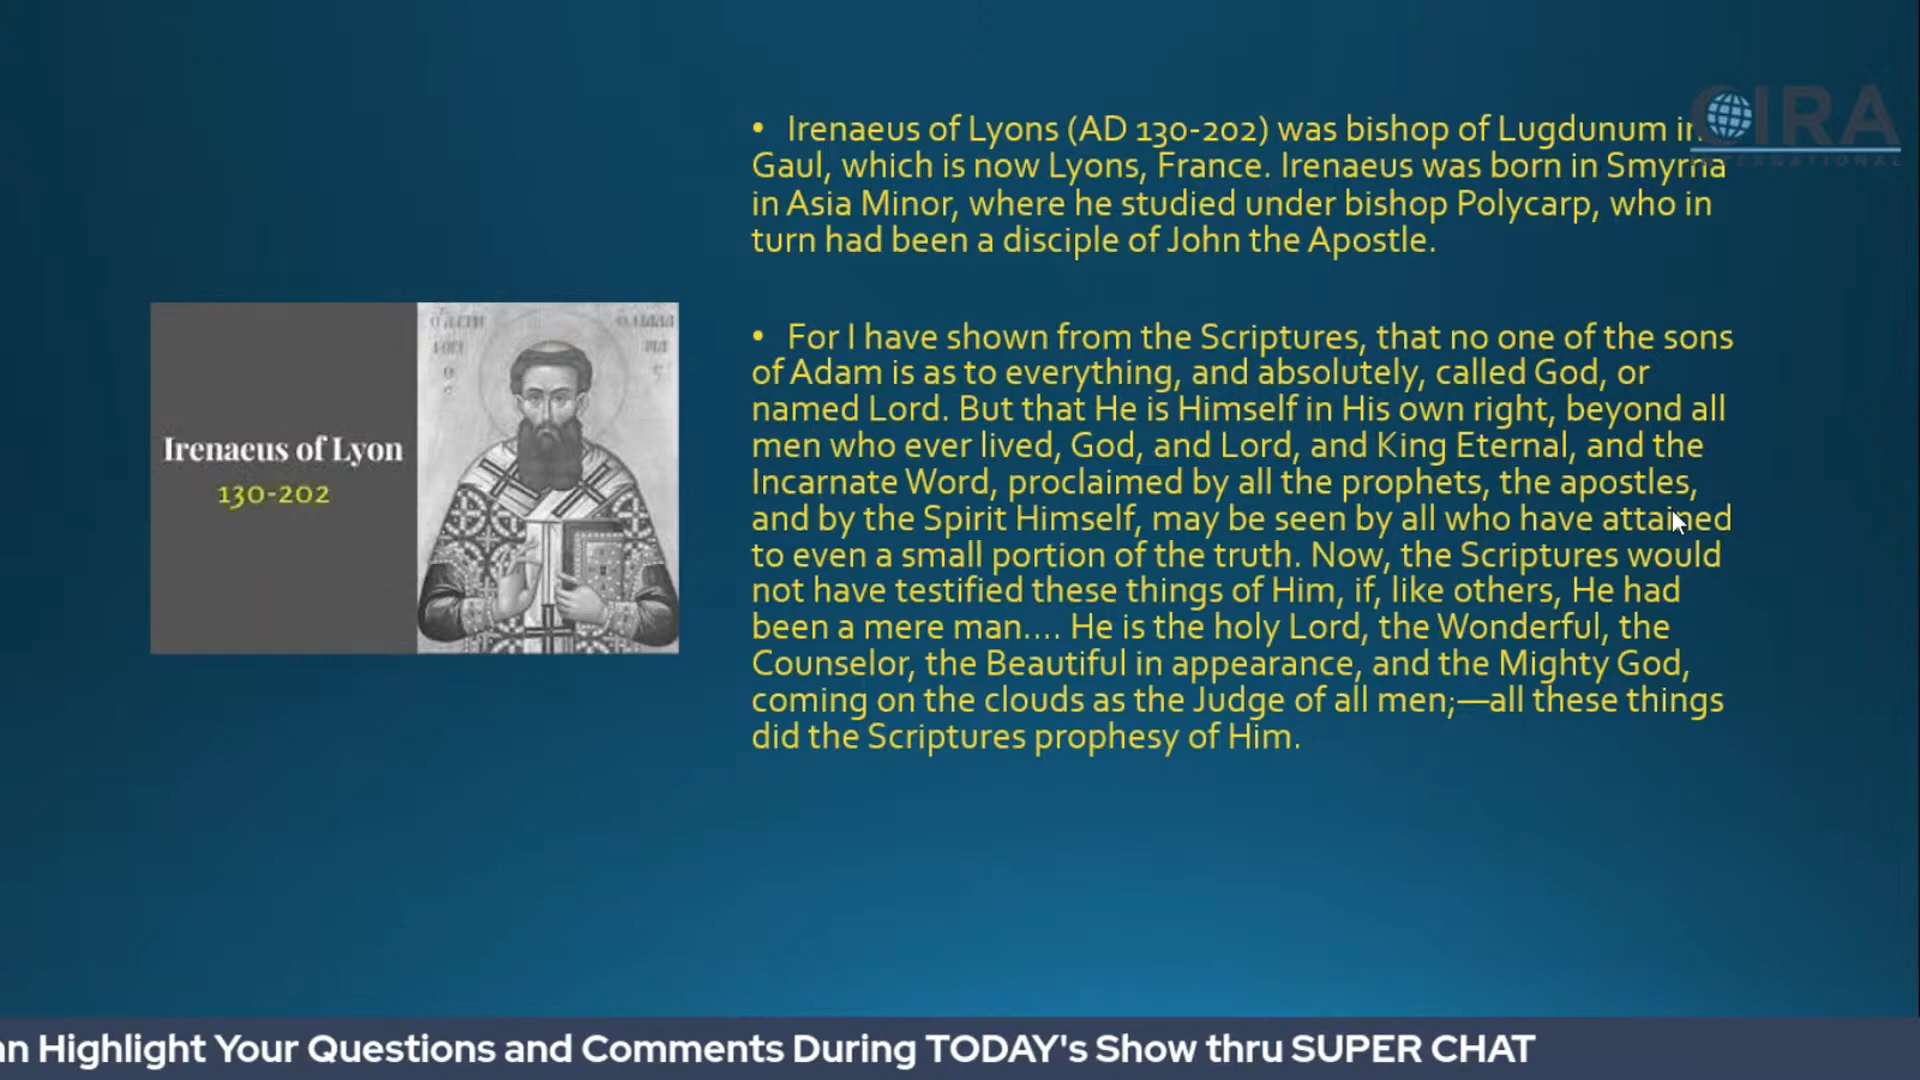 • Irenaeus of Lyons (AD 130-202) was bishop of Lugdunum in
Gaul, which is now Lyons, France. Irenaeus was born in Smyrna
in Asia Minor, where he studied under bishop Polycarp, who in
turn had been a disciple of John the Apostle.
• For I have shown from the Scriptures, that no one of the sons
of Adam is as to everything, and absolutely, called God, or
named Lord. But that He is Himself in His own right, beyond all
men who ever lived, God, and Lord, and King Eternal, and the
Incarnate Word, proclaimed by all the prophets, the apostles,
and by the Spirit Himself, may be seen by all who have attained
to even a small portion of the truth. Now, the Scriptures would
not have testified these things of Him, if, like others, He had
been a mere man.... He is the holy Lord, the Wonderful, the
Counselor, the Beautiful in appearance, and the Mighty God,
coming on the clouds as the Judge of all men;—all these things
did the Scriptures prophesy of Him.
Irenaeus of Lyon
130-202
CIRA
INTERNATIONAL
an Highlight Your Questions and Comments During TODAY's Show thru SUPER CHAT